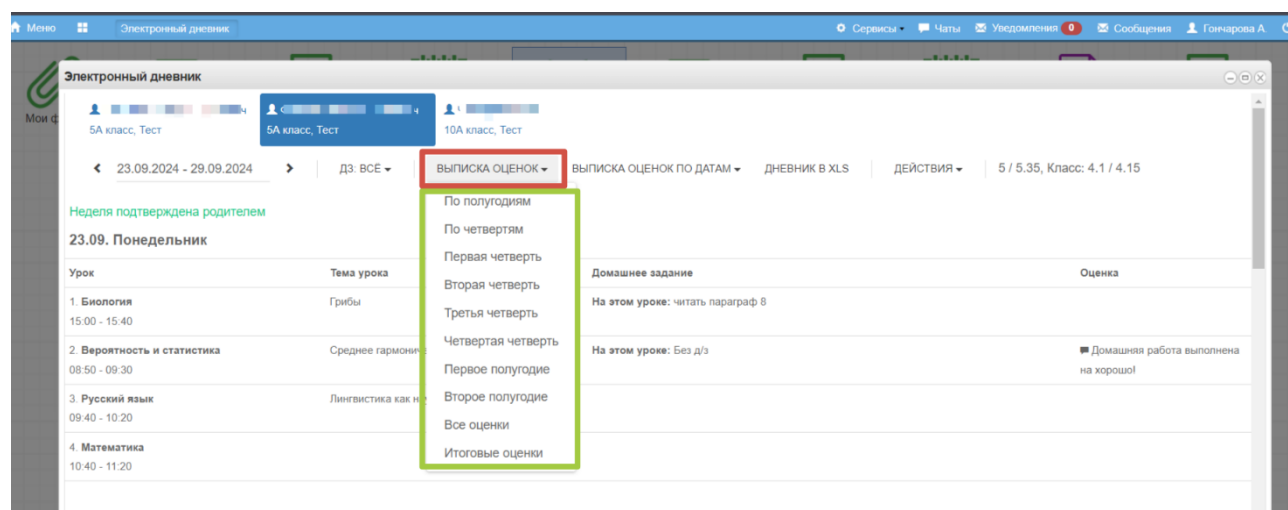 Меню Электронный дневник Сервисы Чаты Уведомления 0 Сообщения Гончарова А.
Мои ф
Электронный дневник
5А класс, Тест 5А класс, Тест 10А класс, Тест
23.09.2024 - 29.09.2024 ДЗ: ВСЁ ВЫПИСКА ОЦЕНОК ВЫПИСКА ОЦЕНОК ПО ДАТАМ ДНЕВНИК В XLS ДЕЙСТВИЯ 5 / 5.35, Класс: 4.1 / 4.15
По полугодиям
По четвертям
Первая четверть
Вторая четверть
Третья четверть
Четвертая четверть
Первое полугодие
Второе полугодие
Все оценки
Итоговые оценки
Неделя подтверждена родителем
23.09. Понедельник
Урок Тема урока Домашнее задание Оценка
1. Биология Грибы На этом уроке: читать параграф 8
15:00 - 15:40
2. Вероятность и статистика Среднее гармонич На этом уроке: Без д/з Домашняя работа выполнена
08:50 - 09:30 на хорошо!
3. Русский язык Лингвистика как н
09:40 - 10:20
4. Математика
10:40 - 11:20